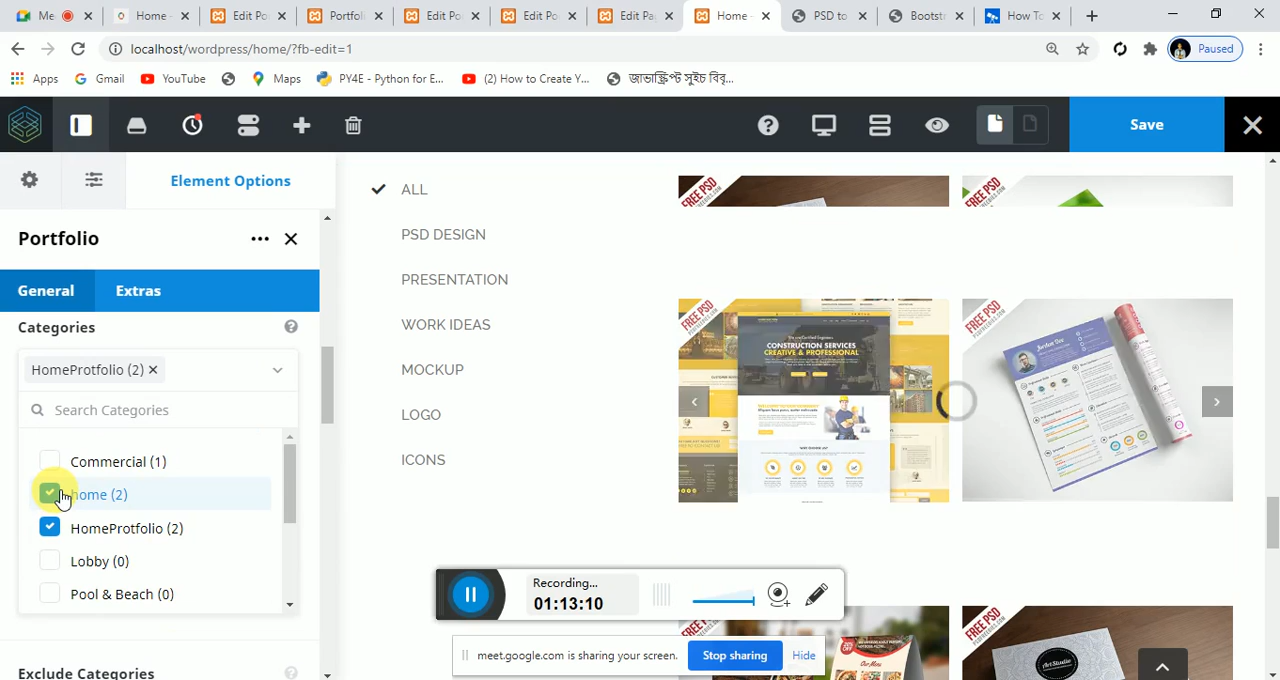 Me
Home -
Edit Po
Portfoli
Edit Po
Edit Po
Edit Pa
Home -
PSD to
Bootstr
How To
localhost/wordpress/home/?fb-edit=1
Paused
Apps
Gmail
YouTube
Maps
PY4E - Python for E...
(2) How to Create Y...
জাভাস্ক্রিপ্ট সুইচ বিবৃ...
Save
Element Options
Portfolio
General
Extras
Categories
HomeProtfolio (2)
Search Categories
Commercial (1)
home (2)
HomeProtfolio (2)
Lobby (0)
Pool & Beach (0)
Exclude Categories
ALL
PSD DESIGN
PRESENTATION
WORK IDEAS
MOCKUP
LOGO
ICONS
FREE PSD
FREE PSD
FREE PSD
CONSTRUCTION SERVICES
CREATIVE & PROFESSIONAL
FREE PSD
Jordan Doe
FREE PSD
Our Menu
FREE PSD
ArtStudio
Recording...
01:13:10
meet.google.com is sharing your screen.
Stop sharing
Hide